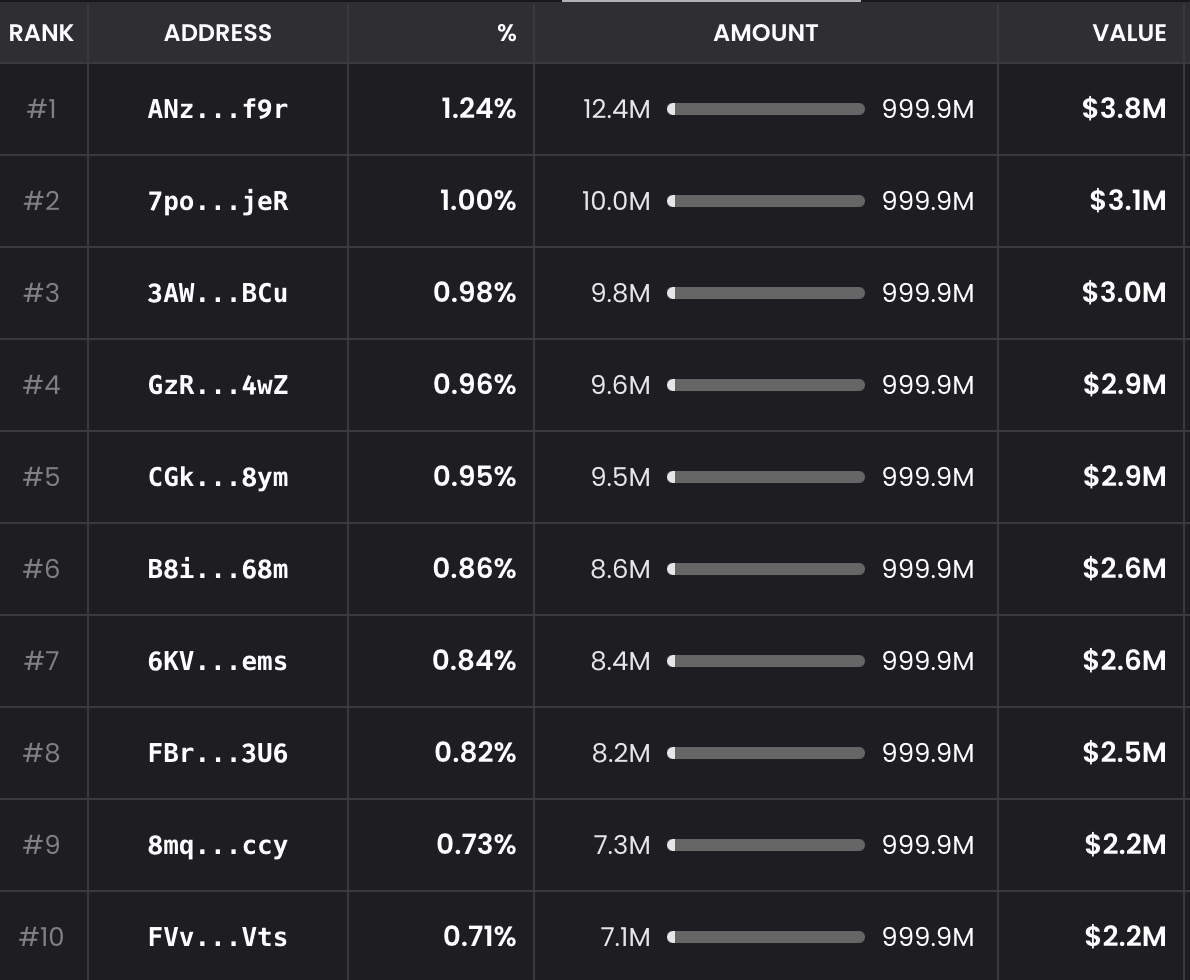 RANK ADDRESS % AMOUNT VALUE
#1 ANz...f9r 1.24% 12.4M 999.9M $3.8M
#2 7po...jeR 1.00% 10.0M 999.9M $3.1M
#3 3AW...BCu 0.98% 9.8M 999.9M $3.0M
#4 GzR...4wZ 0.96% 9.6M 999.9M $2.9M
#5 CGk...8ym 0.95% 9.5M 999.9M $2.9M
#6 B8i...68m 0.86% 8.6M 999.9M $2.6M
#7 6KV...ems 0.84% 8.4M 999.9M $2.6M
#8 FBr...3U6 0.82% 8.2M 999.9M $2.5M
#9 8mq...ccy 0.73% 7.3M 999.9M $2.2M
#10 FVv...Vts 0.71% 7.1M 999.9M $2.2M